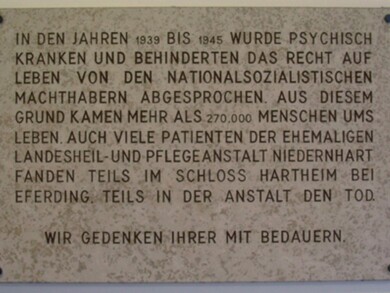 IN DEN JAHREN 1939 BIS 1945 WURDE PSYCHISCH
KRANKEN UND BEHINDERTEN DAS RECHT AUF
LEBEN VON DEN NATIONALSOZIALISTISCHEN
MACHTHABERN ABGESPROCHEN. AUS DIESEM
GRUND KAMEN MEHR ALS 270.000 MENSCHEN UMS
LEBEN. AUCH VIELE PATIENTEN DER EHEMALIGEN
LANDESHEIL- UND PFLEGEANSTALT NIEDERNHART
FANDEN TEILS IM SCHLOSS HARTHEIM BEI
EFERDING, TEILS IN DER ANSTALT DEN TOD.
WIR GEDENKEN IHRER MIT BEDAUERN.